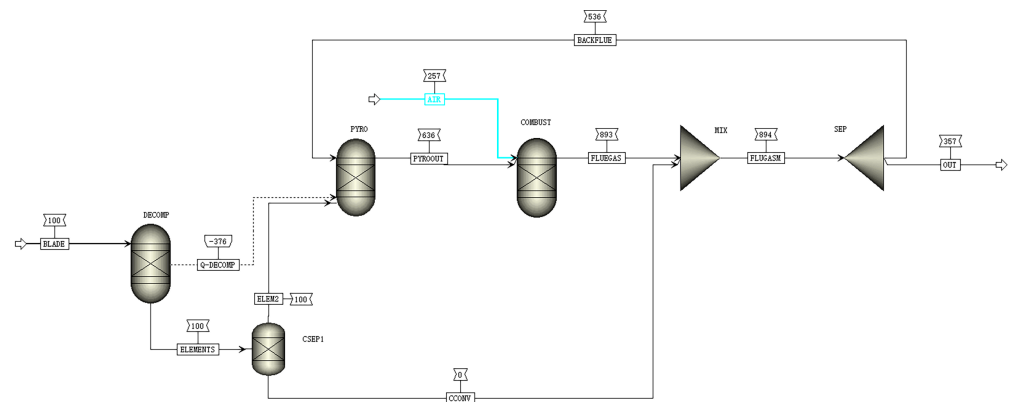 536
BACKFLUE
257
AIR
PYRO
636
PYROOUT
COMBUST
893
FLUEGAS
MIX
894
FLUGASM
SEP
357
OUT
DECOMP
100
BLADE
-376
Q-DECOMP
ELEM2
100
100
ELEMENTS
CSEP1
0
CCONV